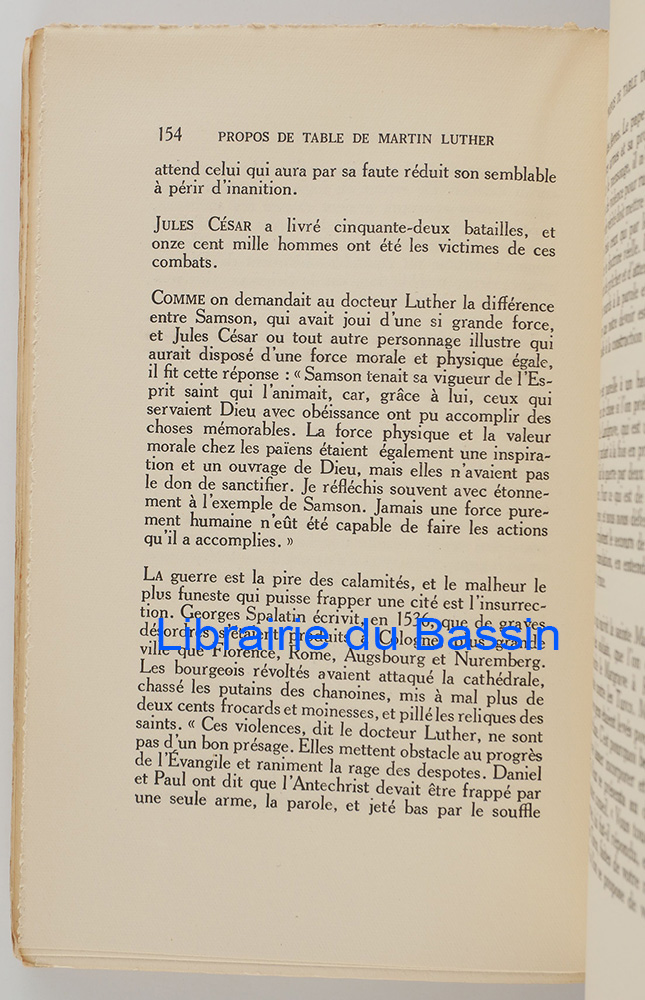 154 PROPOS DE TABLE DE MARTIN LUTHER
attend celui qui aura par sa faute réduit son semblable
à périr d'inanition.
JULES CÉSAR a livré cinquante-deux batailles, et
onze cent mille hommes ont été les victimes de ces
combats.
COMME on demandait au docteur Luther la différence
entre Samson, qui avait joui d'une si grande force,
et Jules César ou tout autre personnage illustre qui
aurait disposé d'une force morale et physique égale,
il fit cette réponse : « Samson tenait sa vigueur de l'Es-
prit saint qui l'animait, car, grâce à lui, ceux qui
servaient Dieu avec obéissance ont pu accomplir des
choses mémorables. La force physique et la valeur
morale chez les païens étaient également une inspira-
tion et un ouvrage de Dieu, mais elles n'avaient pas
le don de sanctifier. Je réfléchis souvent avec étonne-
ment à l'exemple de Samson. Jamais une force pure-
ment humaine n'eût été capable de faire les actions
qu'il a accomplies. »
LA guerre est la pire des calamités, et le malheur le
plus funeste qui puisse frapper une cité est l'insurrec-
tion. Georges Spalatin écrivit, en 1536, que de graves
désordres s'étaient produits à Cologne, plus grande
ville que Florence, Rome, Augsbourg et Nuremberg.
Librairie du Bassin
Les bourgeois révoltés avaient attaqué la cathédrale,
chassé les putains des chanoines, mis à mal plus de
deux cents frocards et moinesses, et pillé les reliques des
saints. « Ces violences, dit le docteur Luther, ne sont
pas d'un bon présage. Elles mettent obstacle au progrès
de l'Évangile et raniment la rage des despotes. Daniel
et Paul ont dit que l'Antechrist devait être frappé par
une seule arme, la parole, et jeté bas par le souffle